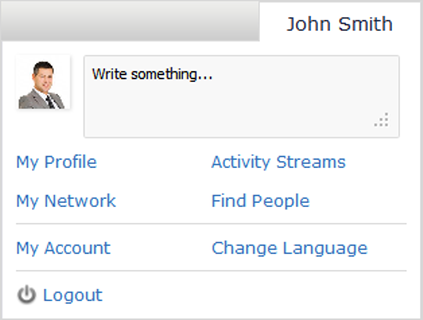 John Smith
Write something...
My Profile
Activity Streams
My Network
Find People
My Account
Change Language
Logout